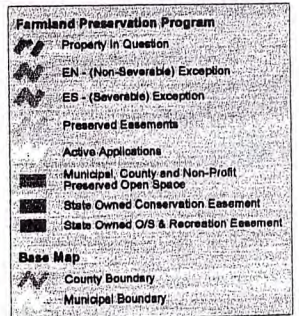 Farmland Preservation Program
Property In Question
EN - (Non-Severable) Exception
ES - (Severable) Exception
Preserved Easements
Active Applications
Municipal, County and Non-Profit
Preserved Open Space
State Owned Conservation Easement
State Owned O/S & Recreation Easement
Base Map
County Boundary
Municipal Boundary